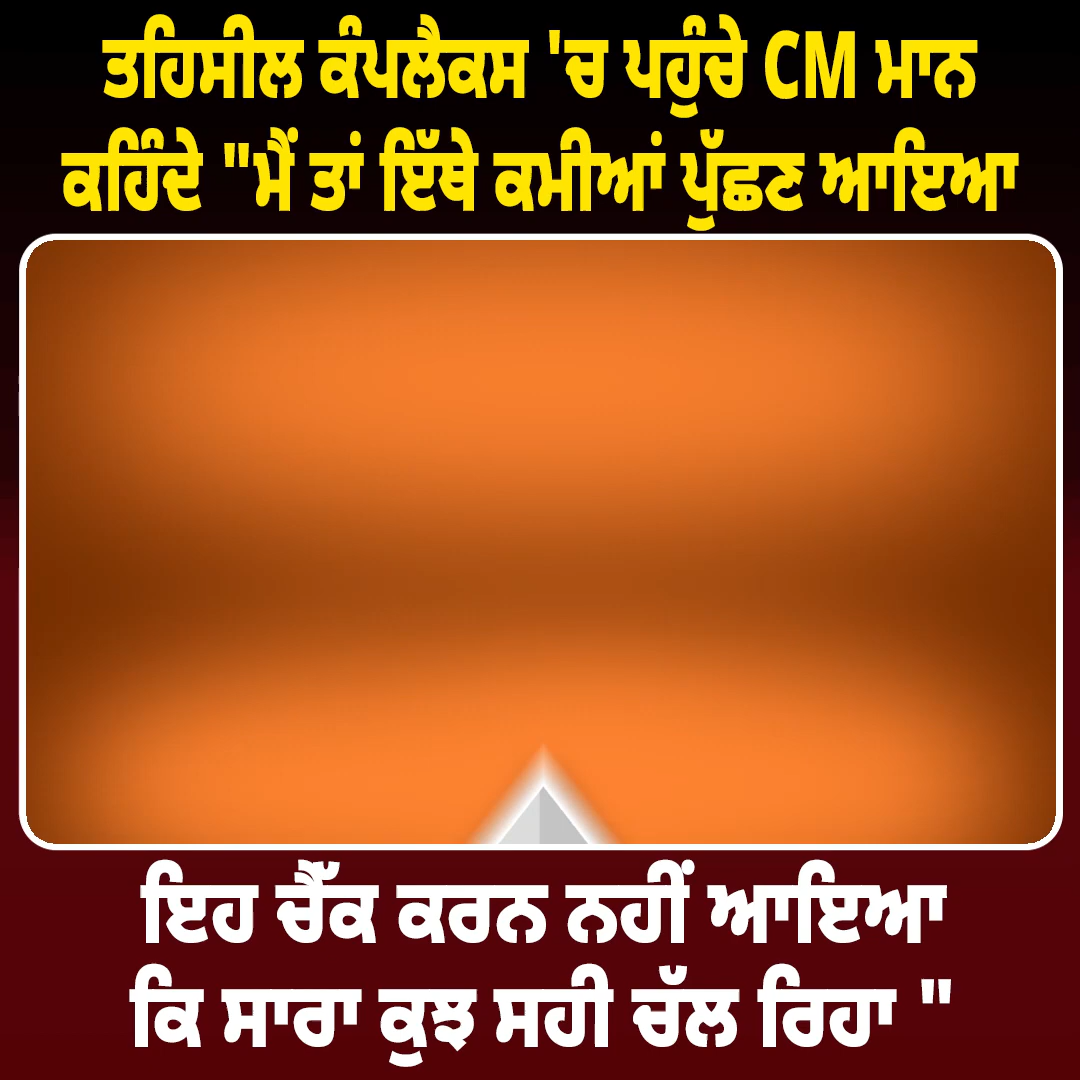 ਤਹਿਸੀਲ ਕੰਪਲੈਕਸ 'ਚ ਪਹੁੰਚੇ CM ਮਾਨ
ਕਹਿੰਦੇ "ਮੈਂ ਤਾਂ ਇੱਥੇ ਕਮੀਆਂ ਪੁੱਛਣ ਆਇਆ
ਇਹ ਚੈੱਕ ਕਰਨ ਨਹੀਂ ਆਇਆ
ਕਿ ਸਾਰਾ ਕੁਝ ਸਹੀ ਚੱਲ ਰਿਹਾ "